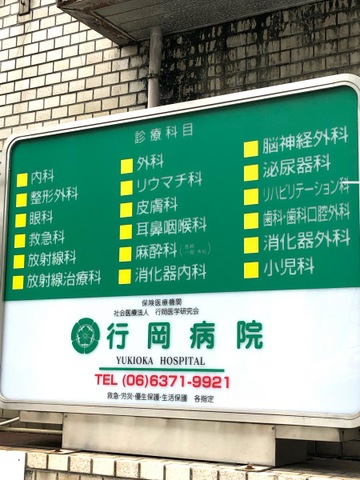 診療科目
内科
整形外科
眼科
救急科
放射線科
放射線治療科
外科
リウマチ科
皮膚科
耳鼻咽喉科
麻酔科
消化器内科
脳神経外科
泌尿器科
リハビリテーション科
歯科・歯科口腔外科
消化器外科
小児科
保険医療機関
社会医療法人 行岡医学研究会
行岡病院
YUKIOKA HOSPITAL
TEL (06)6371-9921
救急・労災・優生保護・生活保護 各指定